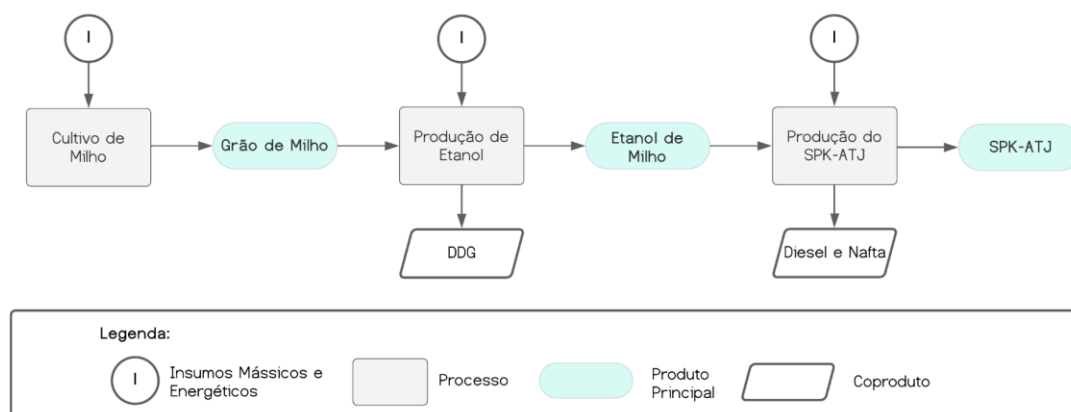 I
I
I
Cultivo de
Milho
Grão de Milho
Produção de
Etanol
Etanol de
Milho
Produção do
SPK-ATJ
SPK-ATJ
DDG
Diesel e Nafta
Legenda:
I
Insumos Mássicos e
Energéticos
Processo
Produto
Principal
Coproduto